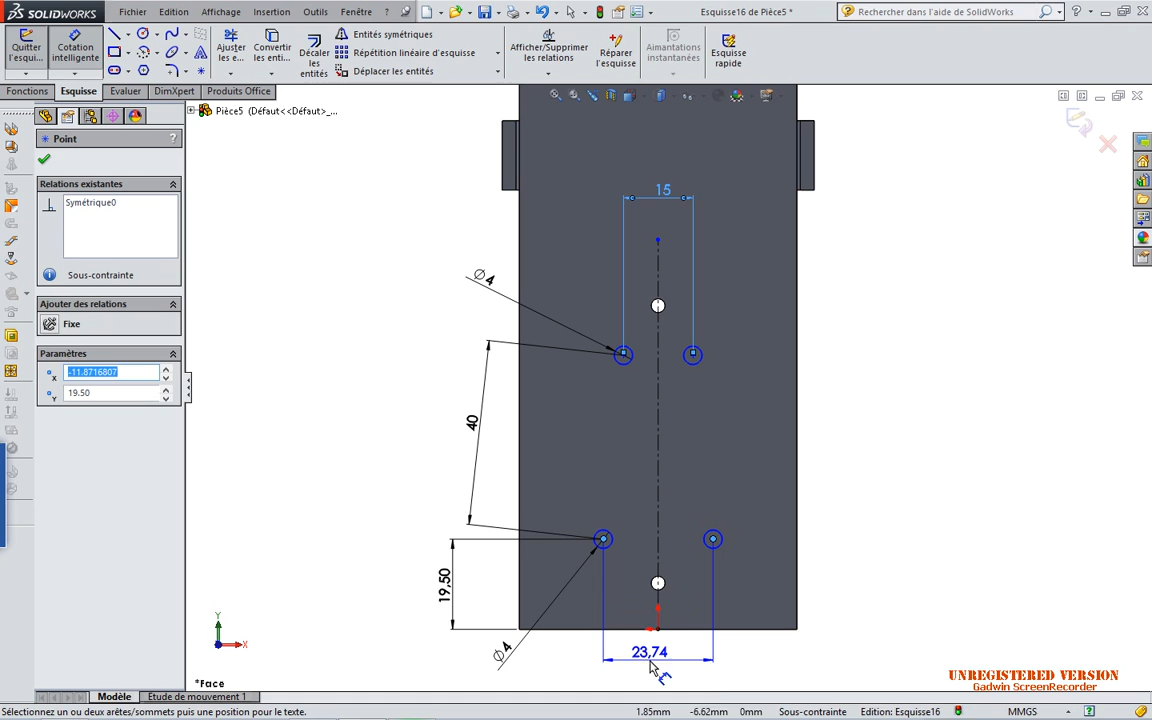 SOLIDWORKS
Fichier
Edition
Affichage
Insertion
Outils
Fenêtre
?
Esquisse16 de Pièce5 *
Rechercher dans l'aide de SolidWorks
?
Quitter
l'esqui...
Cotation
intelligente
Ajuster
les e...
Convertir
les enti...
Décaler
les
entités
Entités symétriques
Répétition linéaire d'esquisse
Déplacer les entités
Afficher/Supprimer
les relations
Réparer
l'esquisse
Aimantations
instantanées
Esquisse
rapide
Fonctions
Esquisse
Evaluer
DimXpert
Produits Office
Pièce5 (Défaut<<Défaut>_...
Point
?
Relations existantes
Symétrique0
Sous-contrainte
Ajouter des relations
Fixe
Paramètres
-11.8716807
19.50
15
Ø4
40
19,50
Ø4
23,74
Y
X
*Face
UNREGISTERED VERSION
Gadwin ScreenRecorder
Modèle
Etude de mouvement 1
Sélectionnez un ou deux arêtes/sommets puis une position pour le texte.
1.85mm
-6.62mm
0mm
Sous-contrainte
Edition: Esquisse16
MMGS
?